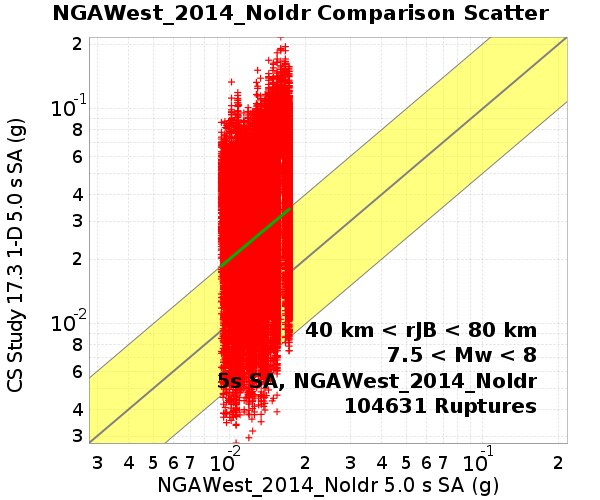 NGAWest_2014_NoIdr Comparison Scatter
CS Study 17.3 1-D 5.0 s SA (g)
2
10-1
8
6
4
3
2
10-2
8
6
4
3
40 km < rJB < 80 km
7.5 < Mw < 8
5s SA, NGAWest_2014_NoIdr
104631 Ruptures
3 4 5 6 7 10-2 2 3 4 5 6 7 10-1 2
NGAWest_2014_NoIdr 5.0 s SA (g)